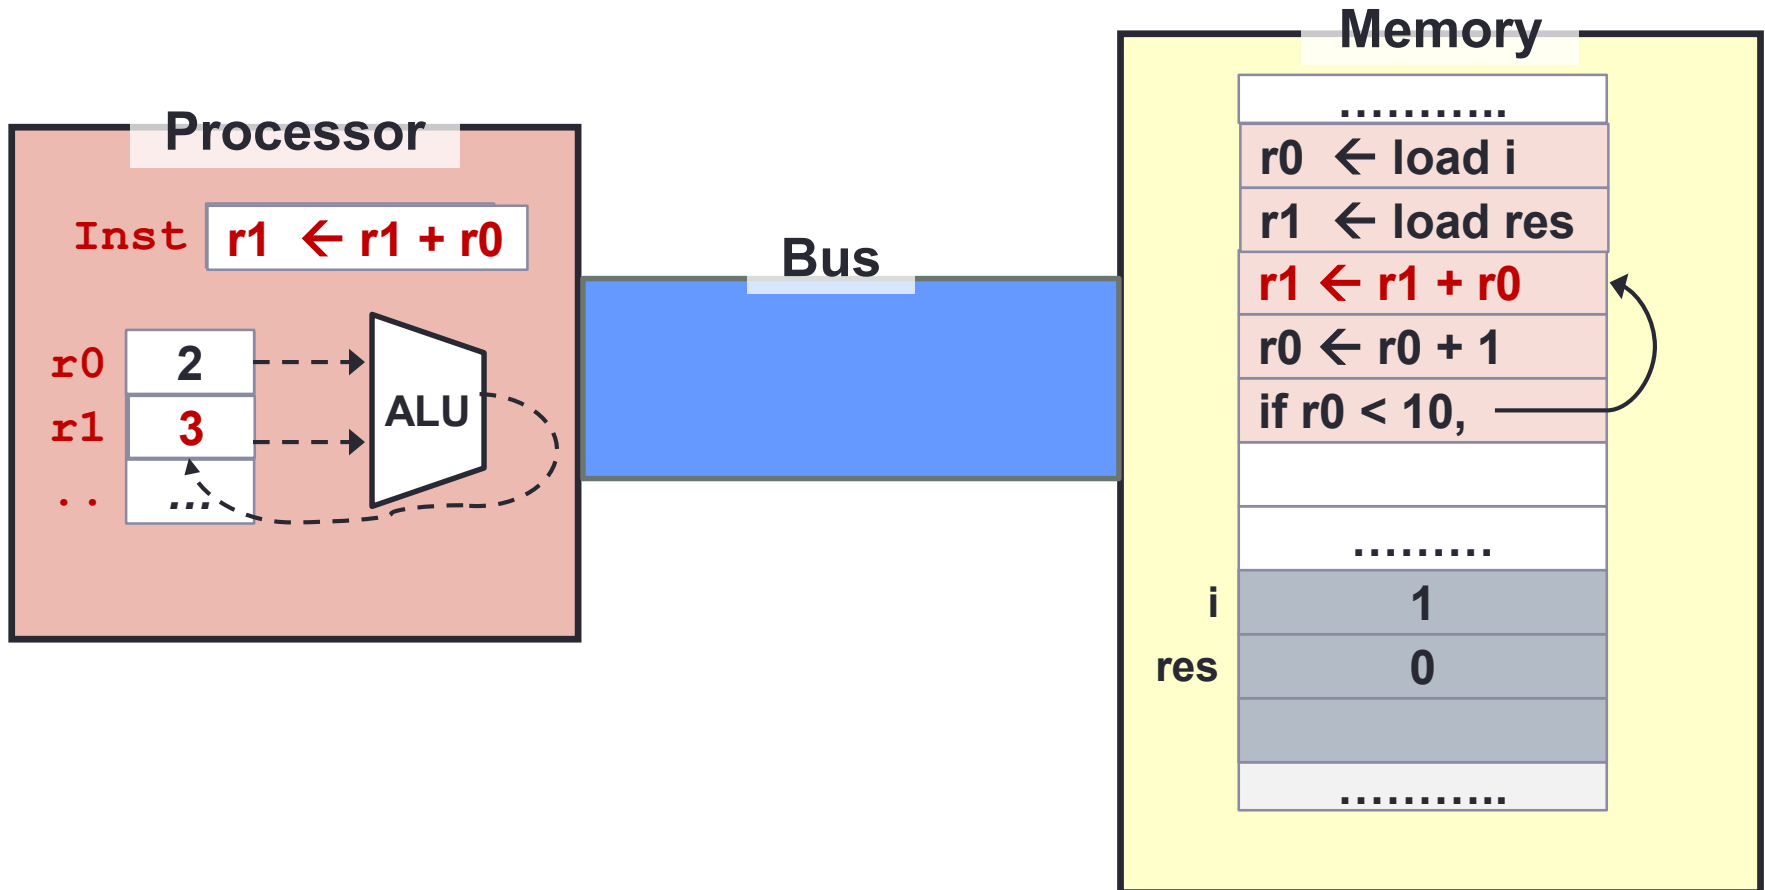 Memory
Processor
...........
r0 ← load i
r1 ← load res
Inst r1 ← r1 + r0
Bus
r1 ← r1 + r0
r0 ← r0 + 1
if r0 < 10,
r0 2
r1 3
.. ...
ALU
.........
i 1
res 0
...........